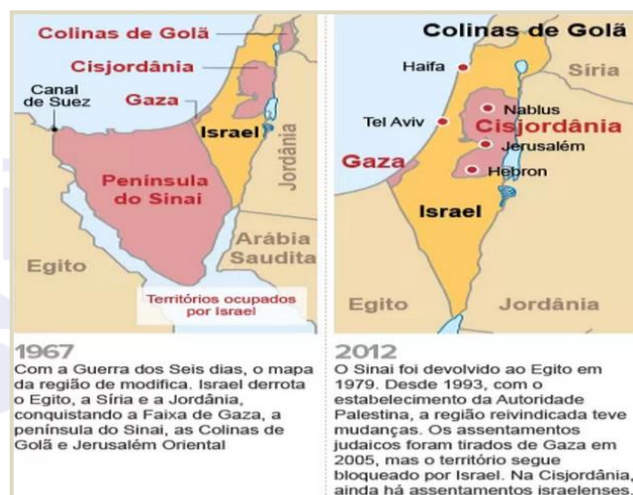 Colinas de Golã
Cisjordânia
Canal
de Suez
Gaza
Israel
Jordânia
Península
do Sinai
Arábia
Saudita
Egito
Territórios ocupados
por Israel
1967
Com a Guerra dos Seis dias, o mapa
da região de modifica. Israel derrota
o Egito, a Síria e a Jordânia,
conquistando a Faixa de Gaza, a
península do Sinai, as Colinas de
Golã e Jerusalém Oriental
Colinas de Golã
Haifa
Síria
Nablus
Tel Aviv
Cisjordânia
Jerusalém
Gaza
Hebron
Israel
Egito
Jordânia
2012
O Sinai foi devolvido ao Egito em
1979. Desde 1993, com o
estabelecimento da Autoridade
Palestina, a região reivindicada teve
mudanças. Os assentamentos
judaicos foram tirados de Gaza em
2005, mas o território segue
bloqueado por Israel. Na Cisjordânia,
ainda há assentamentos israelenses.